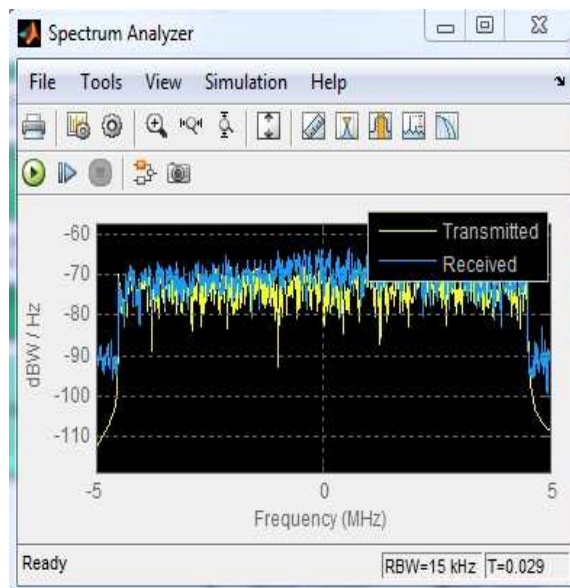 Spectrum Analyzer
File Tools View Simulation Help
-60
-70
-80
-90
-100
-110
dBW / Hz
Transmitted
Received
-5 0 5
Frequency (MHz)
Ready RBW=15 kHz T=0.029